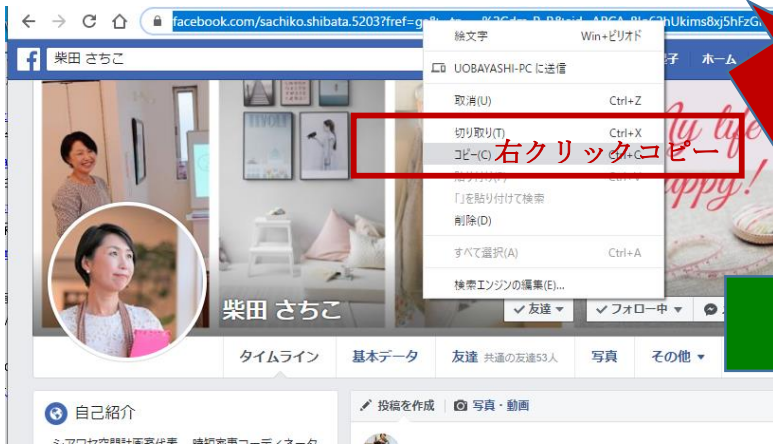 facebook.com/sachiko.shibata.5203?fref=
絵文字 Win+ピリオド
柴田 さちこ
ホーム
UOBAYASHI-PC に送信
取消(U) Ctrl+Z
切り取り(T) Ctrl+X
コピー(C) Ctrl+C
右クリックコピー
「」を貼り付けて検索
削除(D)
すべて選択(A) Ctrl+A
検索エンジンの編集(E)...
My life
happy!
柴田 さちこ
友達
フォロー中
タイムライン 基本データ 友達 共通の友達53人 写真 その他
自己紹介
投稿を作成 写真・動画